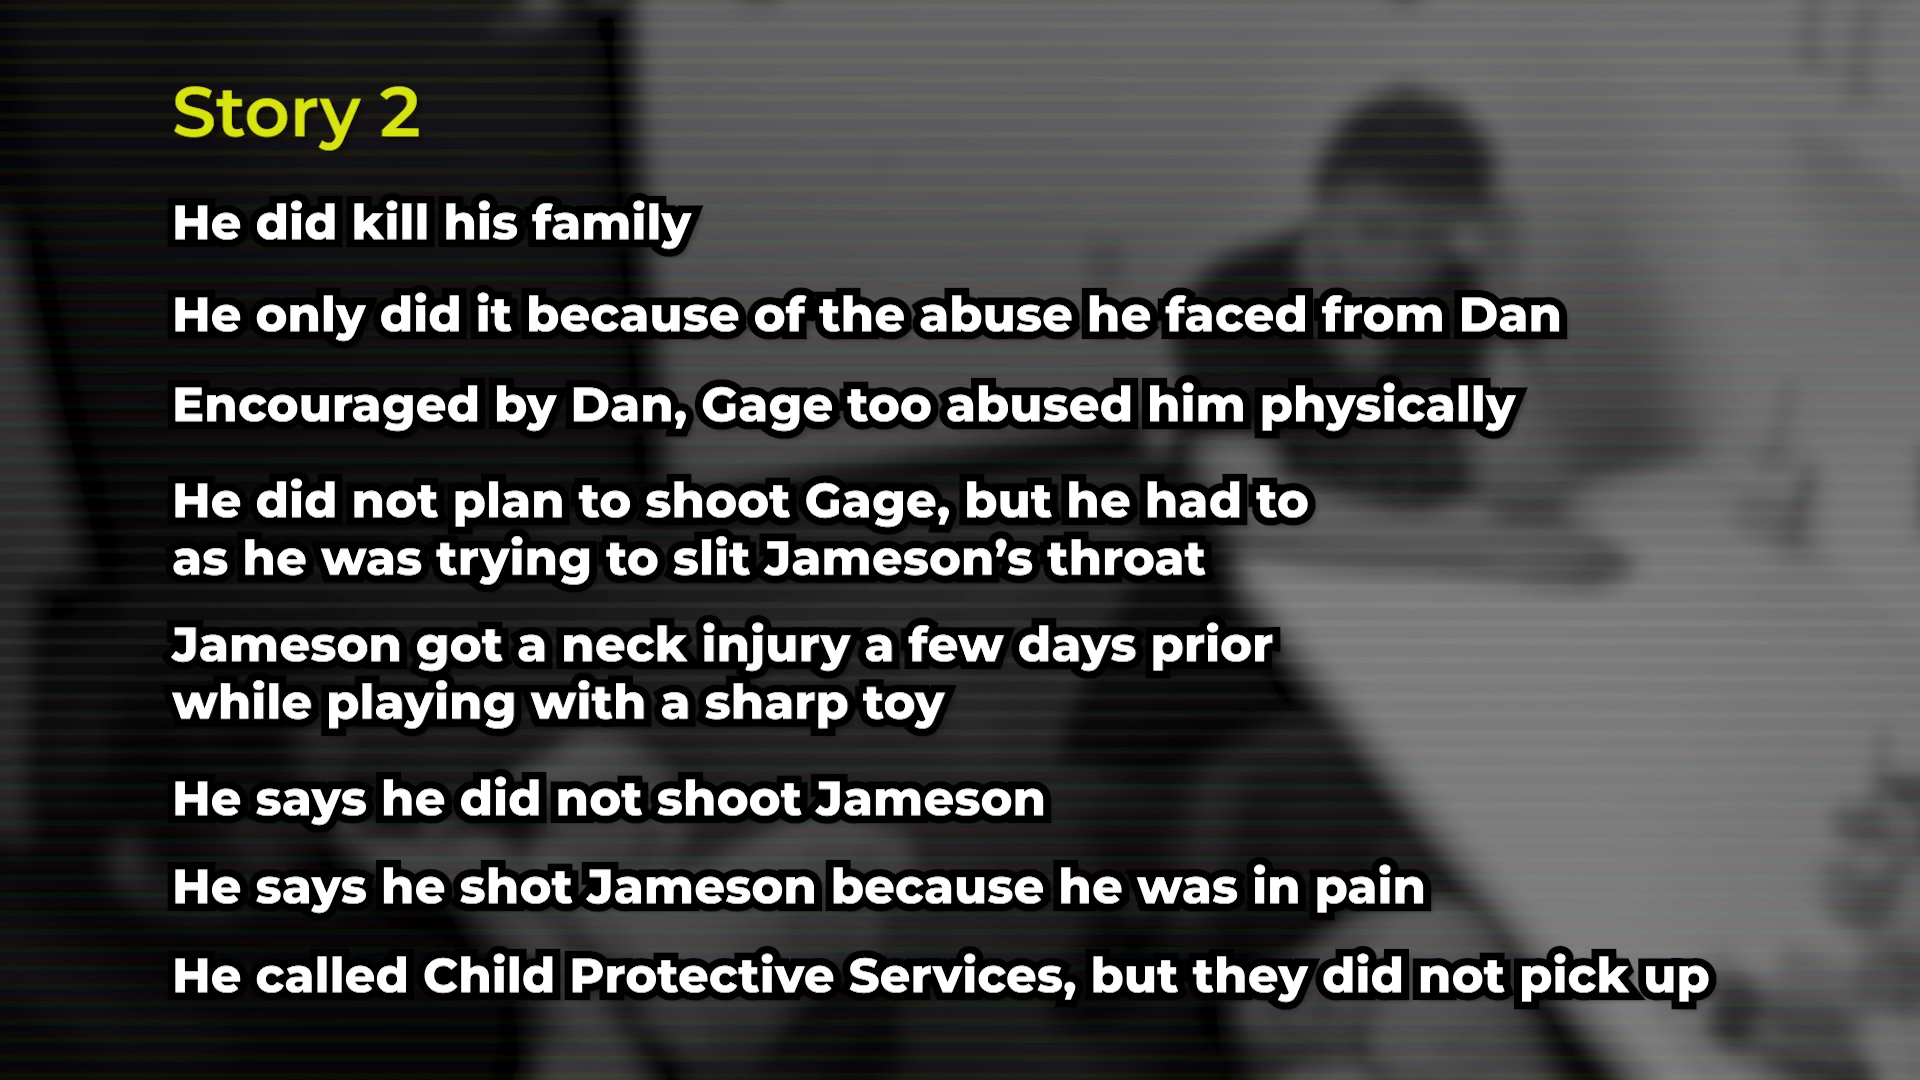 Story 2
He did kill his family
He only did it because of the abuse he faced from Dan
Encouraged by Dan, Gage too abused him physically
He did not plan to shoot Gage, but he had to
as he was trying to slit Jameson’s throat
Jameson got a neck injury a few days prior
while playing with a sharp toy
He says he did not shoot Jameson
He says he shot Jameson because he was in pain
He called Child Protective Services, but they did not pick up